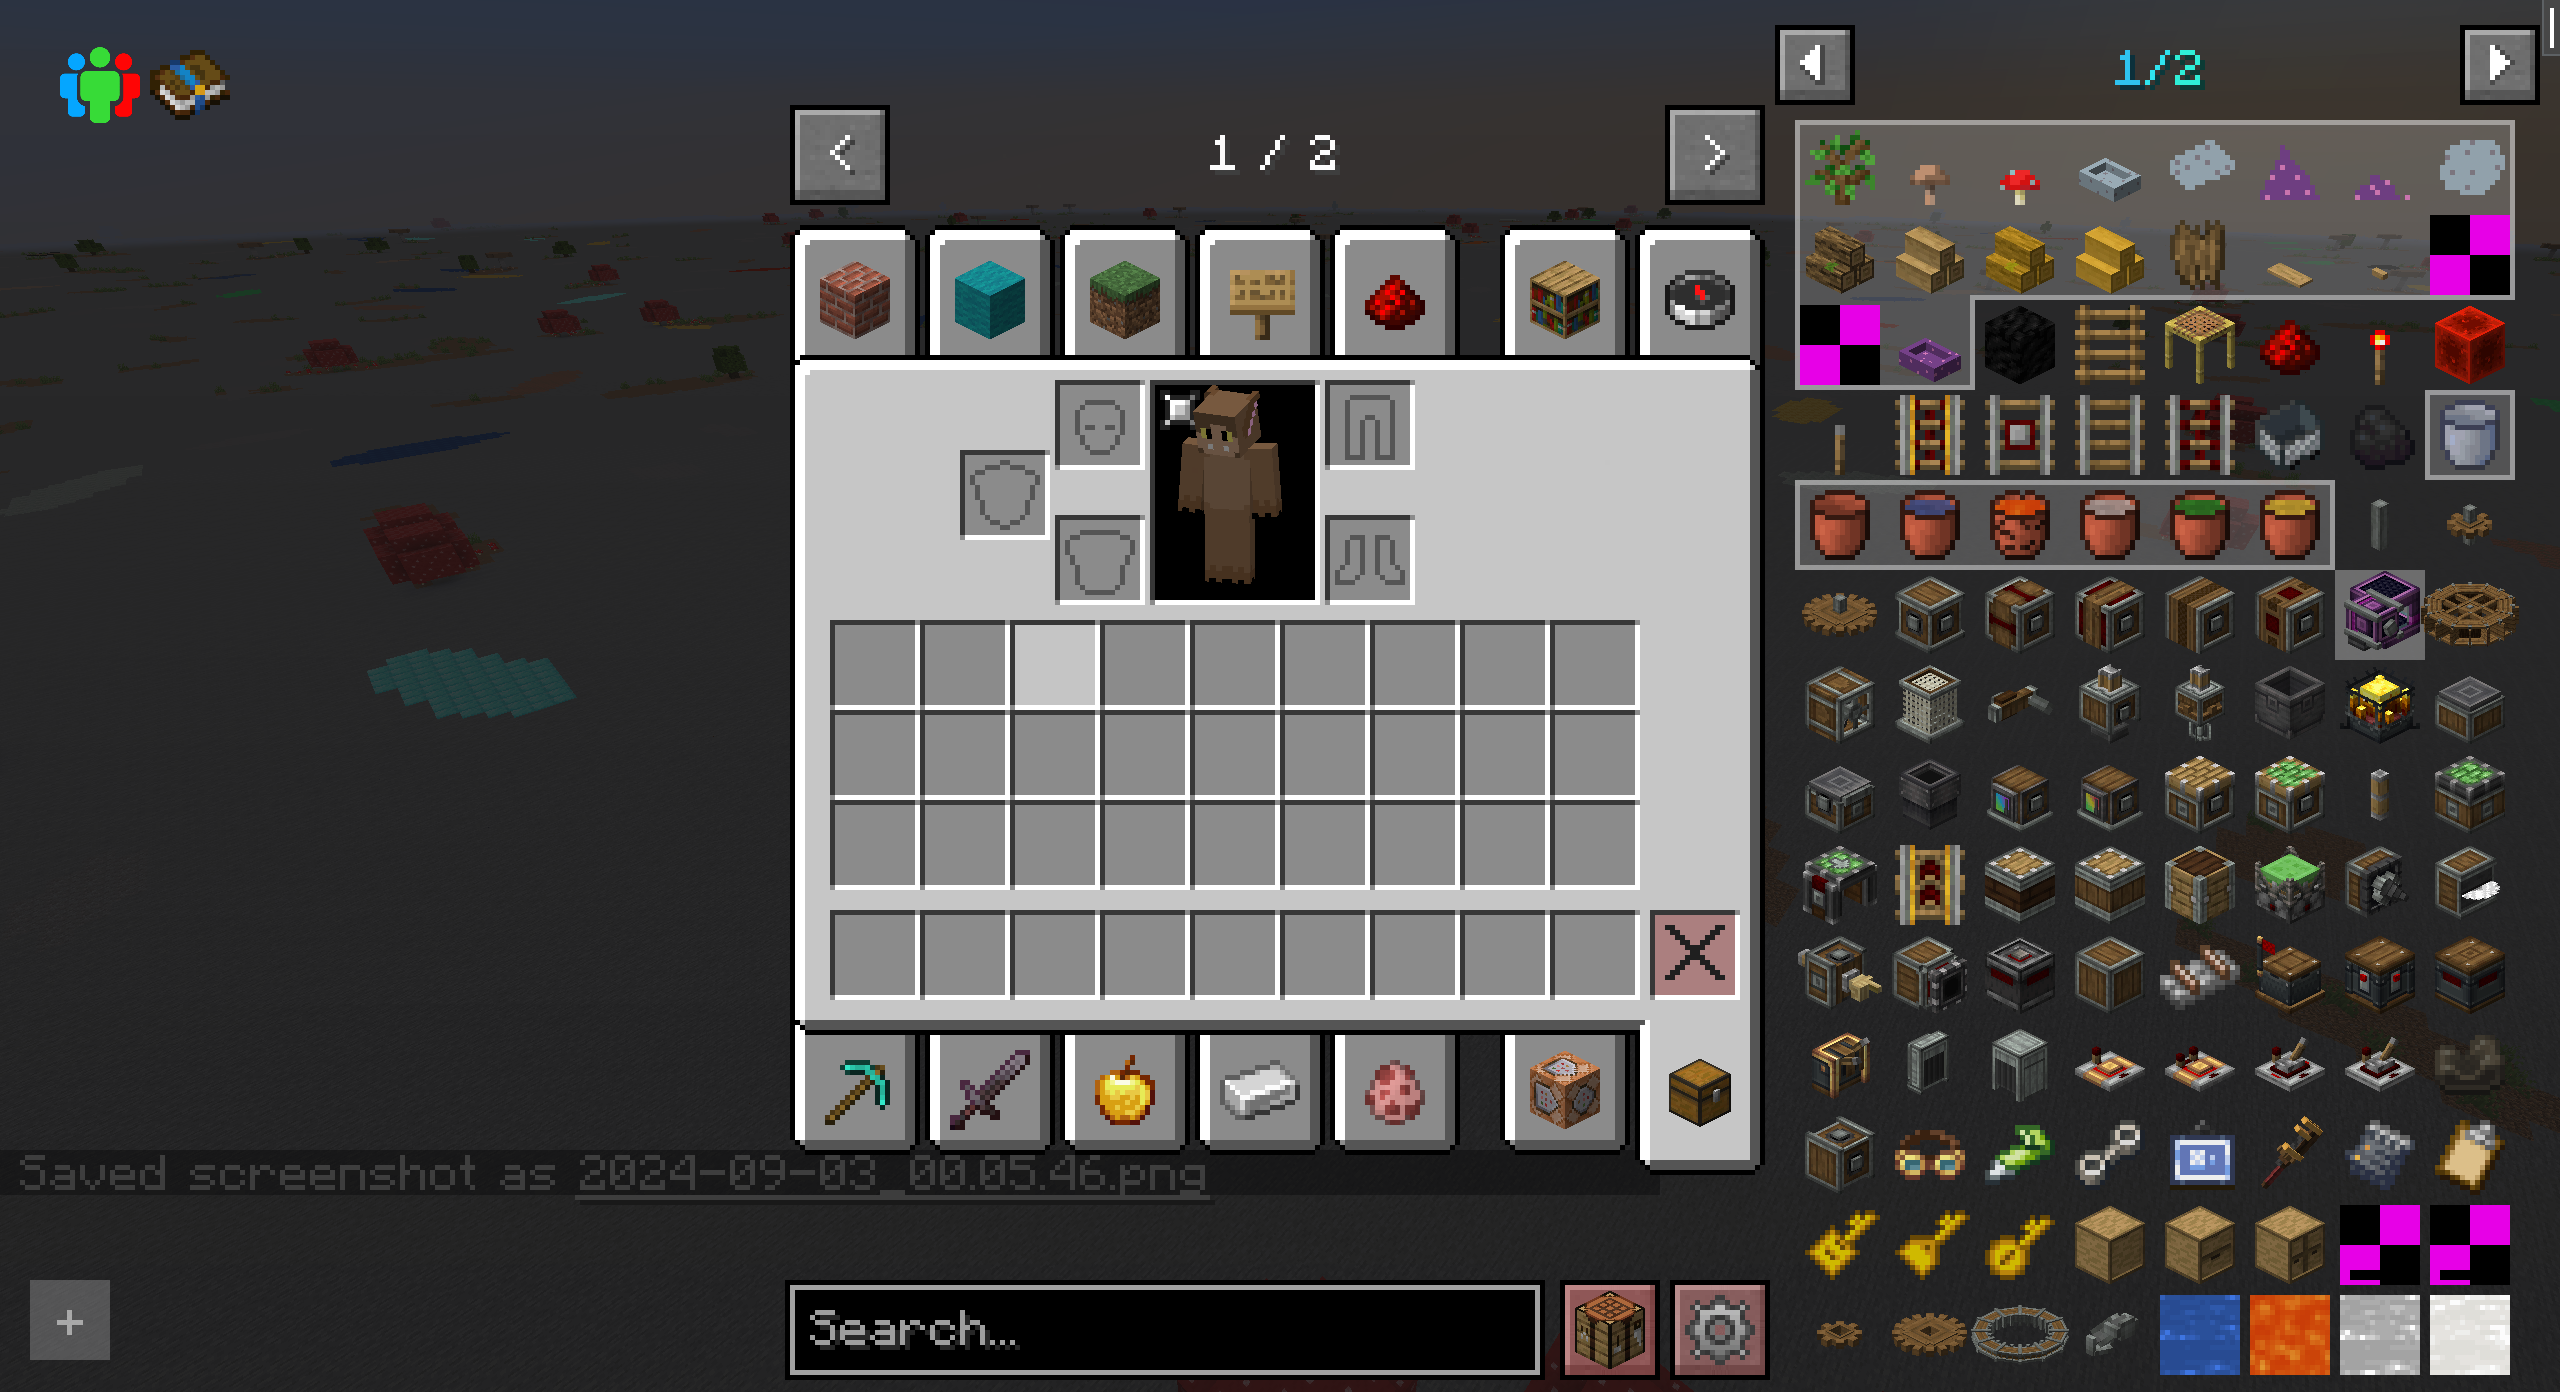 1/2
1 / 2
Saved screenshot as 2024-09-03_00.05.46.png
+
Search...